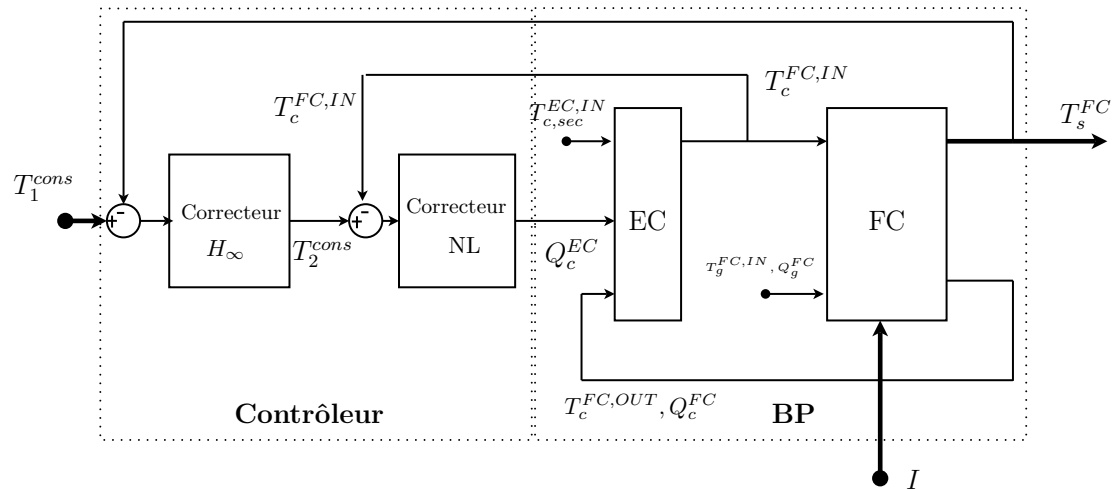 T_c^{FC,IN}
T_c^{FC,IN}
T_{c,sec}^{EC,IN}
T_s^{FC}
T_1^{cons}
-
+
Correcteur
H_∞
T_2^{cons}
-
+
Correcteur
NL
Q_c^{EC}
EC
FC
T_g^{FC,IN}, Q_g^{FC}
T_c^{FC,OUT}, Q_c^{FC}
Contrôleur
BP
I